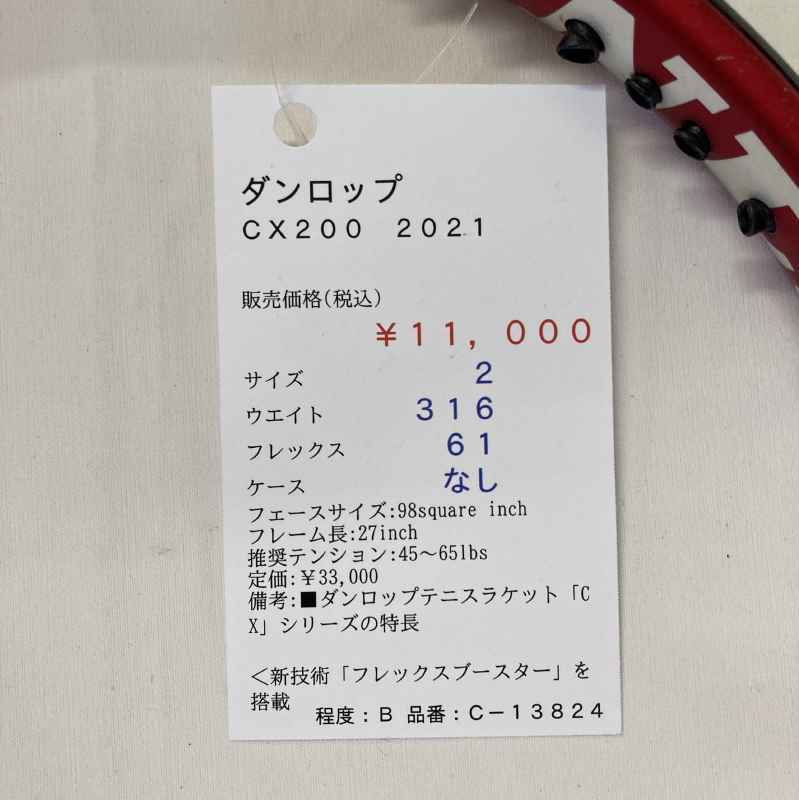 ダンロップ
CX200 2021
販売価格(税込)
¥11,000
サイズ 2
ウエイト 316
フレックス 61
ケース なし
フェースサイズ:98square inch
フレーム長:27inch
推奨テンション:45～65lbs
定価:¥33,000
備考:■ダンロップテニスラケット「C
X」シリーズの特長
＜新技術「フレックスブースター」を
搭載
程度:B 品番:C－13824